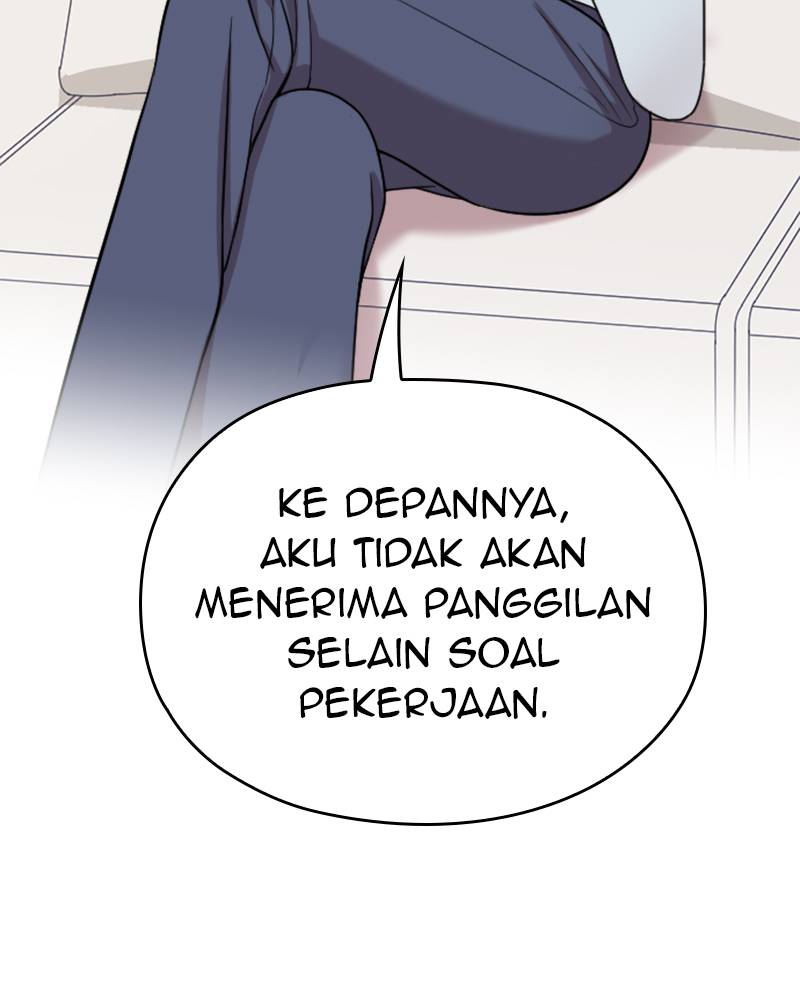 KE DEPANNYA,
AKU TIDAK AKAN
MENERIMA PANGGILAN
SELAIN SOAL
PEKERJAAN.